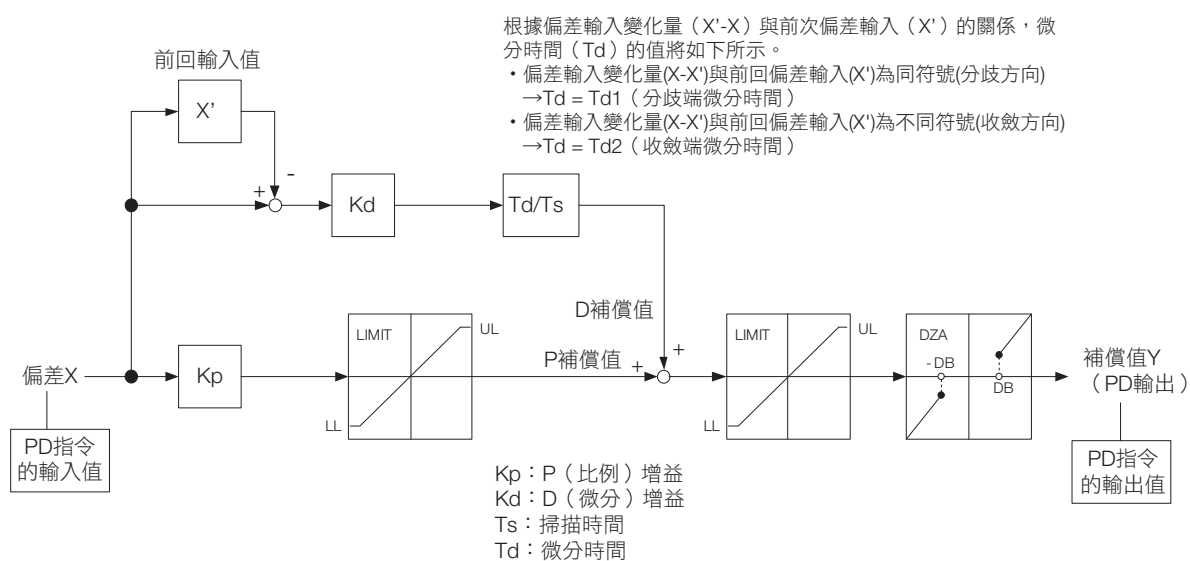 根據偏差輸入變化量（X’-X）與前次偏差輸入（X’）的關係，微
分時間（Td）的值將如下所示。
・偏差輸入變化量(X-X')與前回偏差輸入(X')為同符號(分歧方向)
→Td = Td1（分歧端微分時間）
・偏差輸入變化量(X-X')與前回偏差輸入(X')為不同符號(收斂方向)
→Td = Td2（收斂端微分時間）
前回輸入值
X’
-
+
Kd
Td/Ts
D補償值
LIMIT
UL
LL
P補償值
+
+
LIMIT
UL
LL
DZA
- DB
DB
偏差X
Kp
補償值Y
（PD輸出）
PD指令
的輸入值
PD指令
的輸出值
Kp：P（比例）增益
Kd：D（微分）增益
Ts：掃描時間
Td：微分時間